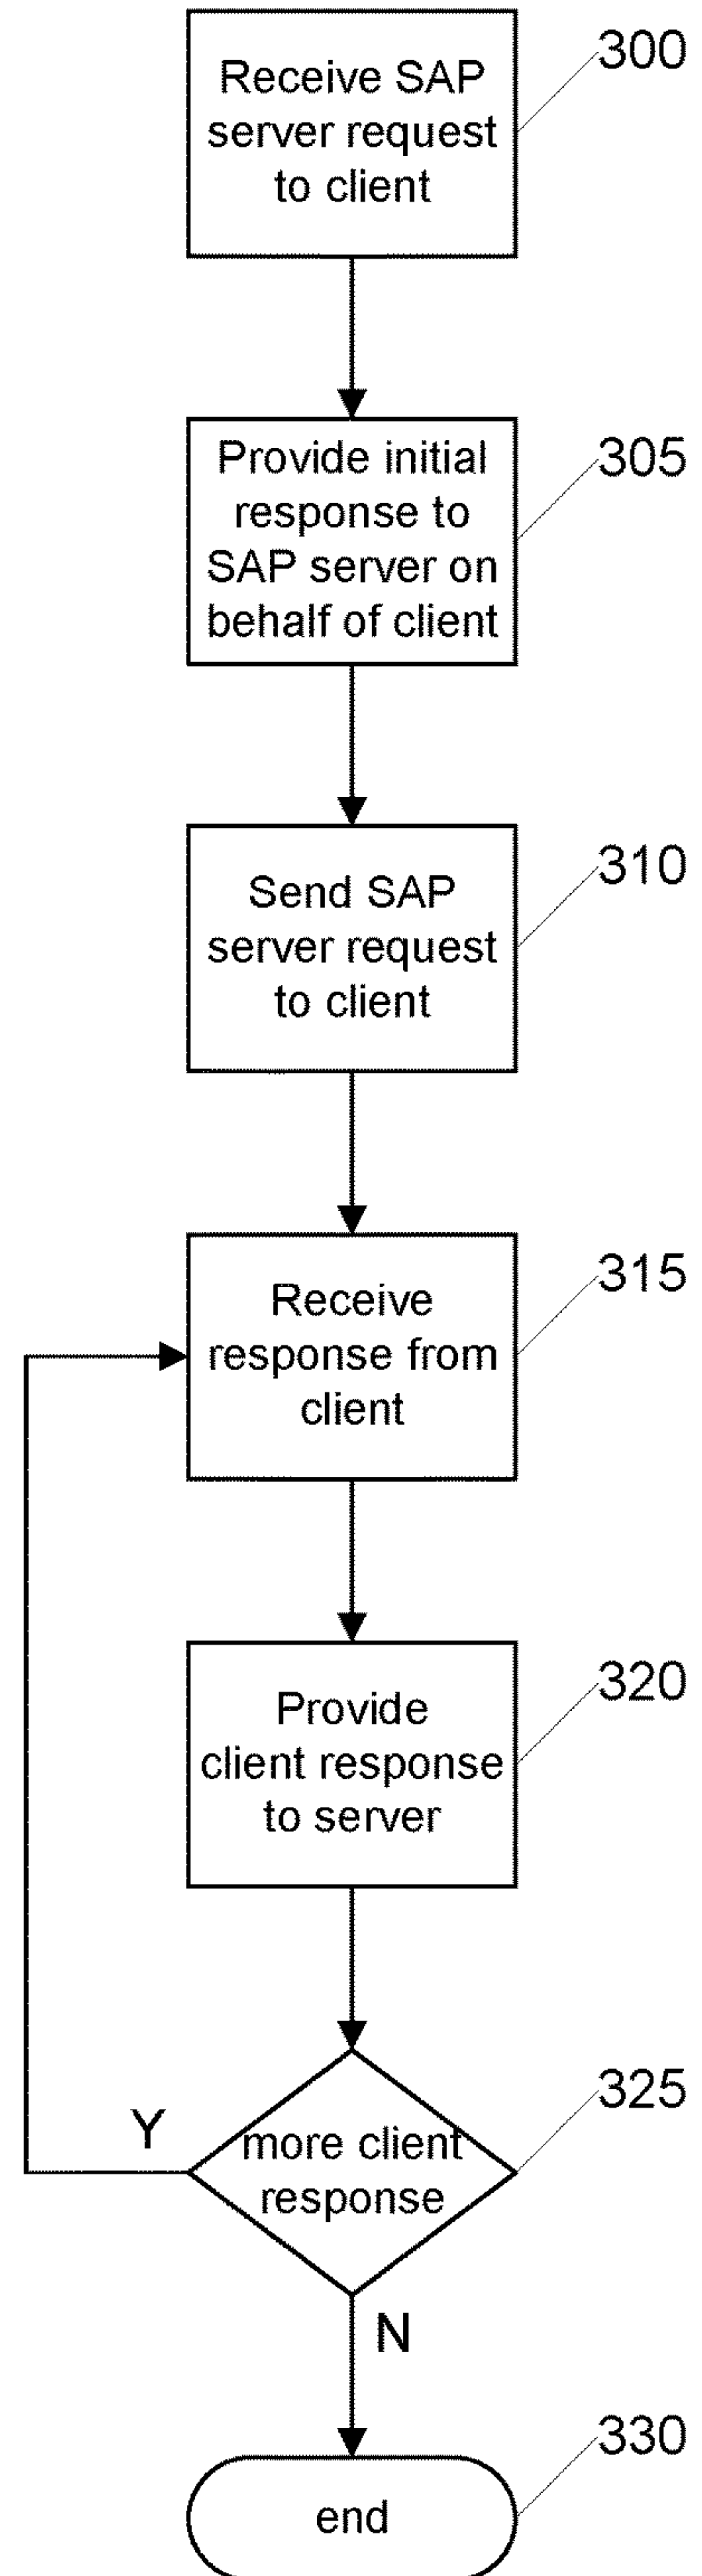 300
Receive SAP
server request
to client
305
Provide initial
response to
SAP server on
behalf of client
310
Send SAP
server request
to client
315
Receive
response from
client
320
Provide
client response
to server
325
Y
more client
response
N
330
end